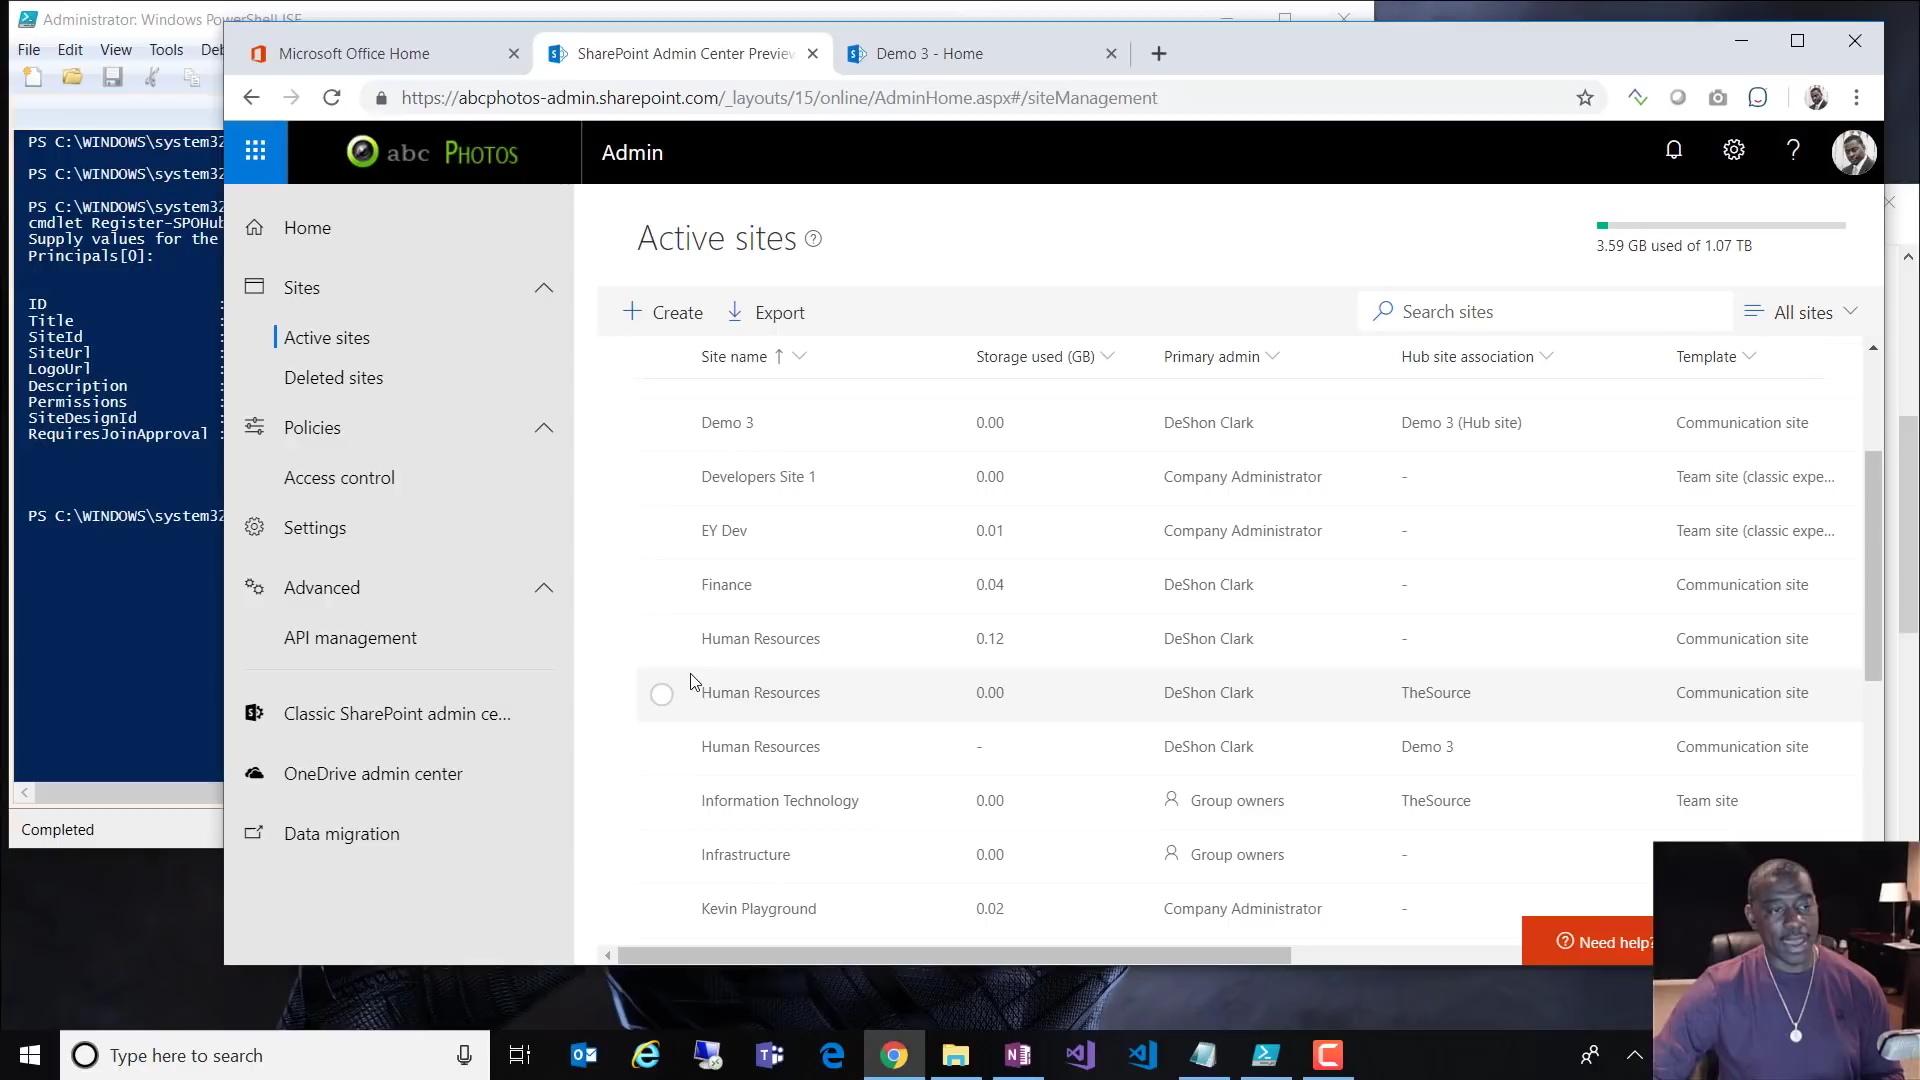 Administrator: Windows PowerShell ISE
File Edit View Tools Deb
Microsoft Office Home
SharePoint Admin Center Preview
Demo 3 - Home
https://abcphotos-admin.sharepoint.com/_layouts/15/online/AdminHome.aspx#/siteManagement
abc PHOTOS
Admin
PS C:\WINDOWS\system32
PS C:\WINDOWS\system32
PS C:\WINDOWS\system32
cmdlet Register-SPOHub
Supply values for the
Principals[0]:
ID :
Title :
SiteId :
SiteUrl :
LogoUrl :
Description :
Permissions :
SiteDesignId :
RequiresJoinApproval :
PS C:\WINDOWS\system32
Completed
Home
Sites
Active sites
Deleted sites
Policies
Access control
Settings
Advanced
API management
Classic SharePoint admin ce...
OneDrive admin center
Data migration
Active sites
3.59 GB used of 1.07 TB
Create Export
Search sites
All sites
Site name Storage used (GB) Primary admin Hub site association Template
Demo 3 0.00 DeShon Clark Demo 3 (Hub site) Communication site
Developers Site 1 0.00 Company Administrator - Team site (classic expe...
EY Dev 0.01 Company Administrator - Team site (classic expe...
Finance 0.04 DeShon Clark - Communication site
Human Resources 0.12 DeShon Clark - Communication site
Human Resources 0.00 DeShon Clark TheSource Communication site
Human Resources - DeShon Clark Demo 3 Communication site
Information Technology 0.00 Group owners TheSource Team site
Infrastructure 0.00 Group owners -
Kevin Playground 0.02 Company Administrator -
Need help?
Type here to search